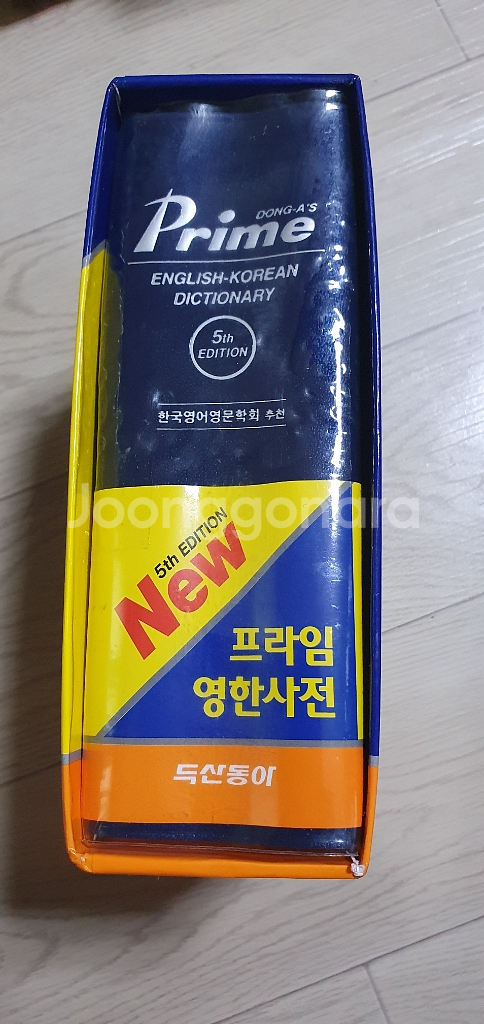 DONG-A'S
Prime
ENGLISH-KOREAN
DICTIONARY
5th
EDITION
한국영어영문학회 추천
Joonggonara
5th EDITION
New
프라임
영한사전
두산동아